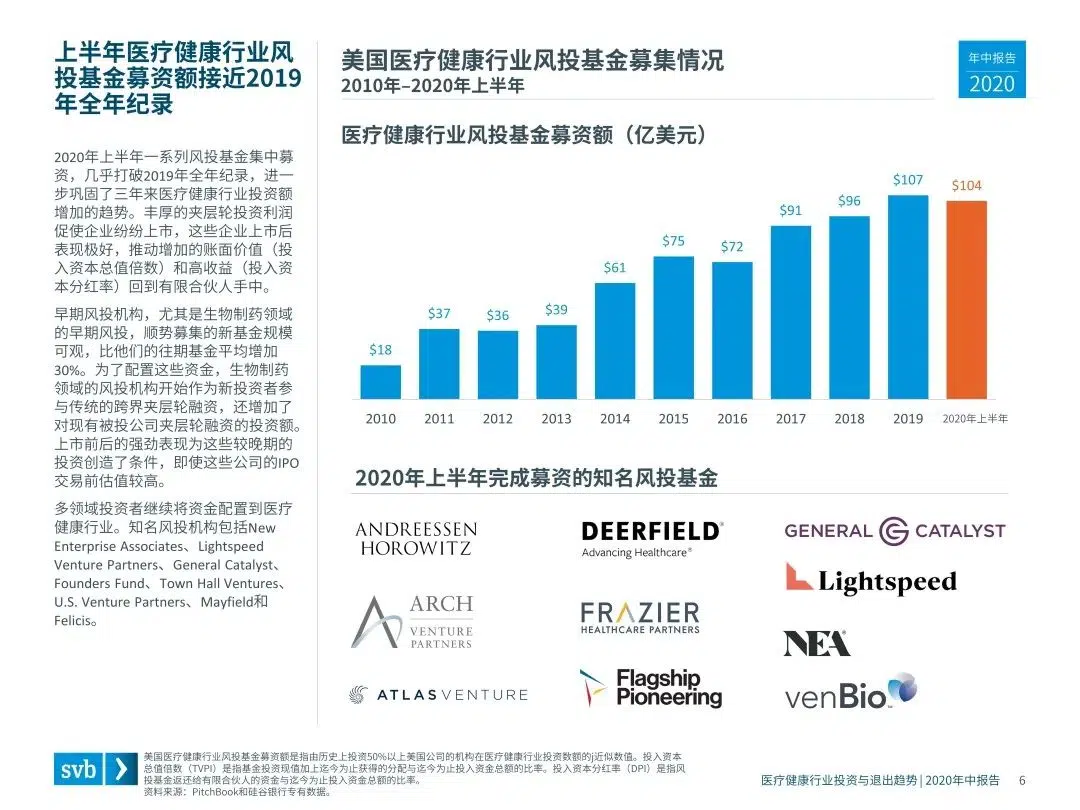 上半年医疗健康行业风
投基金募资额接近2019
年全年纪录
2020年上半年一系列风投基金集中募
资，几乎打破2019年全年纪录，进一
步巩固了三年来医疗健康行业投资额
增加的趋势。丰厚的夹层轮投资利润
促使企业纷纷上市，这些企业上市后
表现极好，推动增加的账面价值（投
入资本总值倍数）和高收益（投入资
本分红率）回到有限合伙人手中。
早期风投机构，尤其是生物制药领域
的早期风投，顺势募集的新基金规模
可观，比他们的往期基金平均增加
30%。为了配置这些资金，生物制药
领域的风投机构开始作为新投资者参
与传统的跨界夹层轮融资，还增加了
对现有被投公司夹层轮融资的投资额。
上市前后的强劲表现为这些较晚期的
投资创造了条件，即使这些公司的IPO
交易前估值较高。
多领域投资者继续将资金配置到医疗
健康行业。知名风投机构包括New
Enterprise Associates、Lightspeed
Venture Partners、General Catalyst、
Founders Fund、Town Hall Ventures、
U.S. Venture Partners、Mayfield和
Felicis。
美国医疗健康行业风投基金募集情况
2010年–2020年上半年
年中报告
2020
医疗健康行业风投基金募资额（亿美元）
$18
$37
$36
$39
$61
$75
$72
$91
$96
$107
$104
2010
2011
2012
2013
2014
2015
2016
2017
2018
2019
2020年上半年
2020年上半年完成募资的知名风投基金
ANDREESSEN
HOROWITZ
DEERFIELD®
Advancing Healthcare®
GENERAL CATALYST
Lightspeed
ARCH
VENTURE
PARTNERS
FRAZIER
HEALTHCARE PARTNERS
NEA®
ATLAS VENTURE
Flagship
Pioneering
venBio™
svb
美国医疗健康行业风投基金募资额是指由历史上投资50%以上美国公司的机构在医疗健康行业投资数额的j近似数值。投入资本
总值倍数（TVPI）是指基金投资现值加上迄今为止获得的分配与迄今为止投入资金总额的比率。投入资本分红率（DPI）是指风
投基金返还给有限合伙人的资金与迄今为止投入资金总额的比率。
资料来源：PitchBook和硅谷银行专有数据。
医疗健康行业投资与退出趋势 | 2020年中报告 6